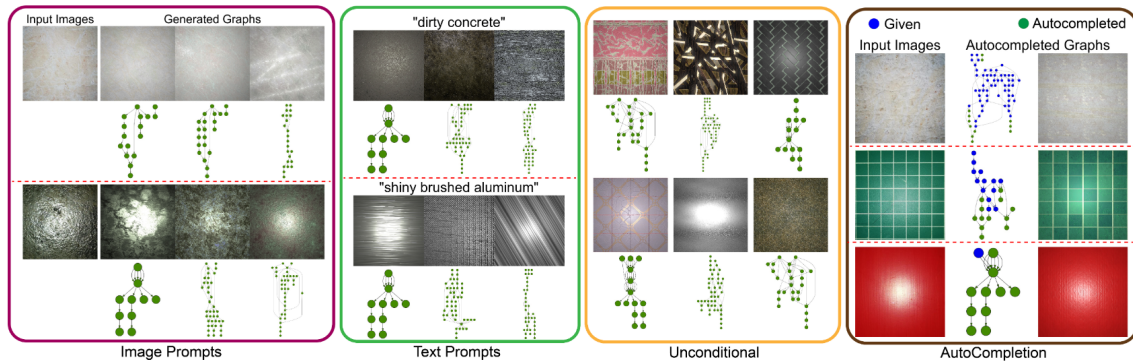 Input Images
Generated Graphs
Image Prompts
"dirty concrete"
"shiny brushed aluminum"
Text Prompts
Unconditional
Given
Autocompleted
Input Images
Autocompleted Graphs
AutoCompletion